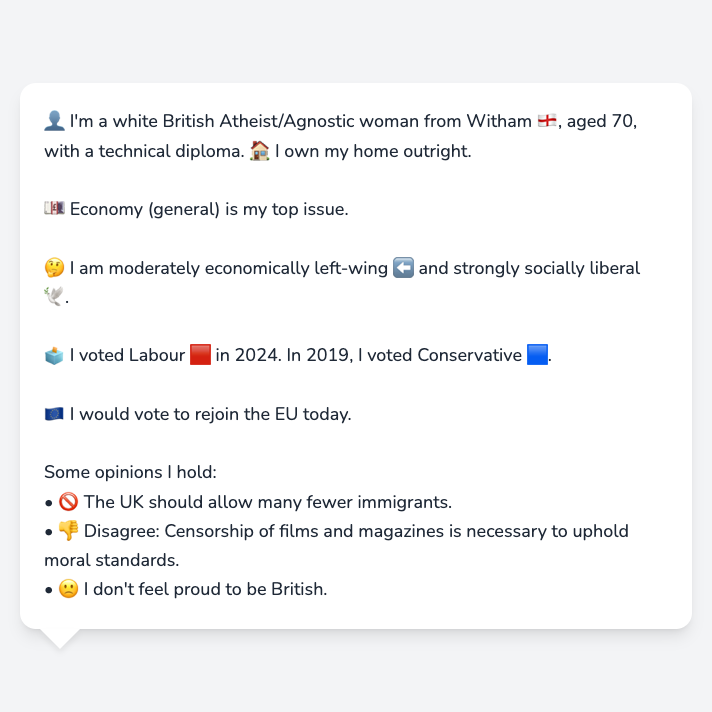 👤 I'm a white British Atheist/Agnostic woman from Witham 🏴󠁧󠁢󠁥󠁮󠁧󠁿, aged 70,
with a technical diploma. 🏠 I own my home outright.
💷 Economy (general) is my top issue.
🤔 I am moderately economically left-wing ⬅️ and strongly socially liberal
🕊️.
🗳️ I voted Labour 🟥 in 2024. In 2019, I voted Conservative 🟦.
🇪🇺 I would vote to rejoin the EU today.
Some opinions I hold:
• 🚫 The UK should allow many fewer immigrants.
• 👎 Disagree: Censorship of films and magazines is necessary to uphold
moral standards.
• 🙁 I don't feel proud to be British.